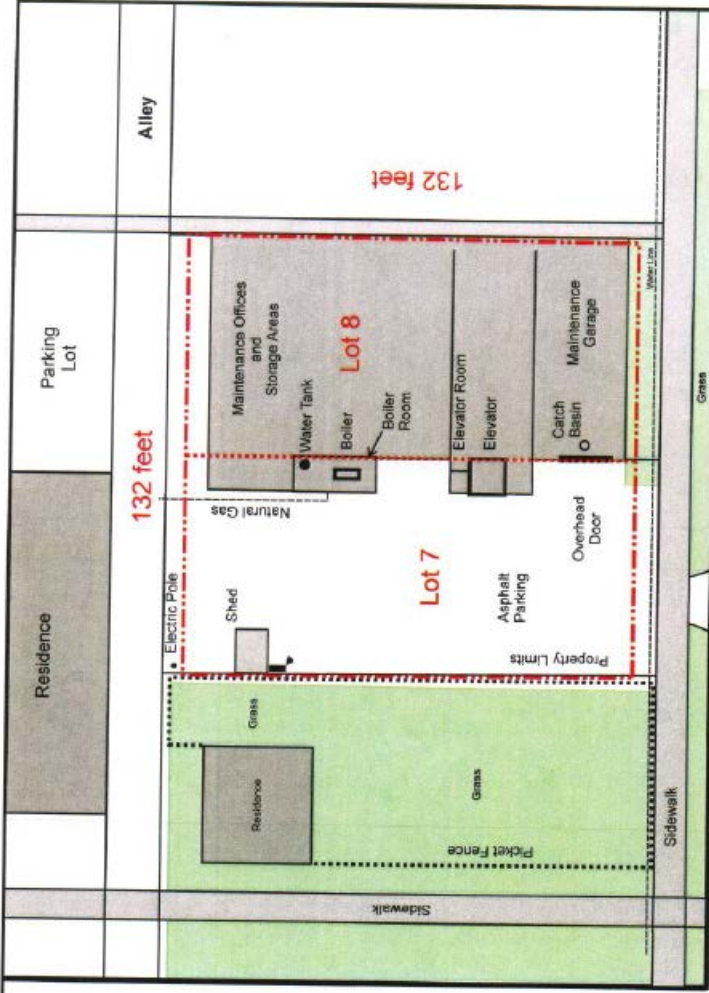 Alley
Parking
Lot
Residence
132 feet
132 feet
Maintenance Offices
and
Storage Areas
Lot 8
Water Tank
Boiler
Boiler
Room
Elevator Room
Elevator
Catch
Basin
Maintenance
Garage
Water Line
Natural Gas
Electric Pole
Shed
Lot 7
Asphalt
Parking
Overhead
Door
Property Limits
Grass
Residence
Grass
Picket Fence
Sidewalk
Sidewalk
Grass